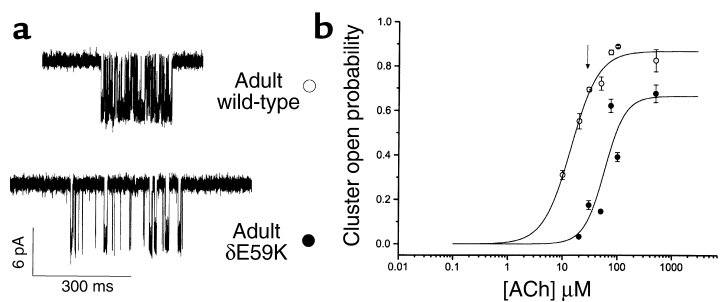 a
Adult
wild-type
Adult
δE59K
6 pA
300 ms
b
Cluster open probability
1.0
0.8
0.6
0.4
0.2
0.0
0.01
0.1
1
10
100
1000
[ACh] μM